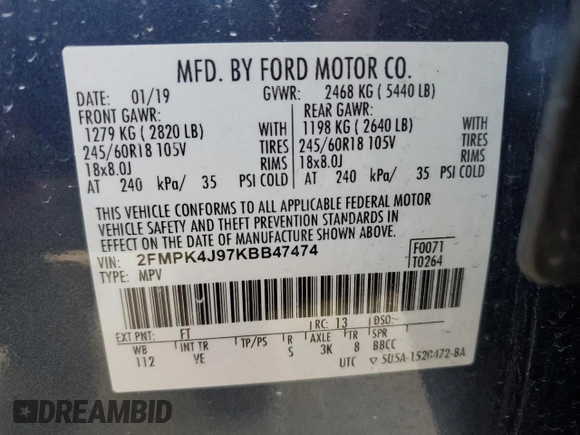 MFD. BY FORD MOTOR CO.
DATE: 01/19 GVWR: 2468 KG ( 5440 LB)
FRONT GAWR: REAR GAWR:
1279 KG ( 2820 LB) WITH 1198 KG ( 2640 LB) WITH
245/60R18 105V TIRES 245/60R18 105V TIRES
18x8.0J RIMS 18x8.0J RIMS
AT 240 kPa/ 35 PSI COLD AT 240 kPa/ 35 PSI COLD
THIS VEHICLE CONFORMS TO ALL APPLICABLE FEDERAL MOTOR
VEHICLE SAFETY AND THEFT PREVENTION STANDARDS IN
EFFECT ON THE DATE OF MANUFACTURE SHOWN ABOVE.
VIN: 2FMPK4J97KBB47474 F0071
TYPE: MPV T0264
EXT PNT: FT RC: 13 DSO:
WB INT TR TP/PS R AXLE TR SPR
112 VE S 3K 8 BBCC
UTC 5U5A-1520472-BA
DREAMBID